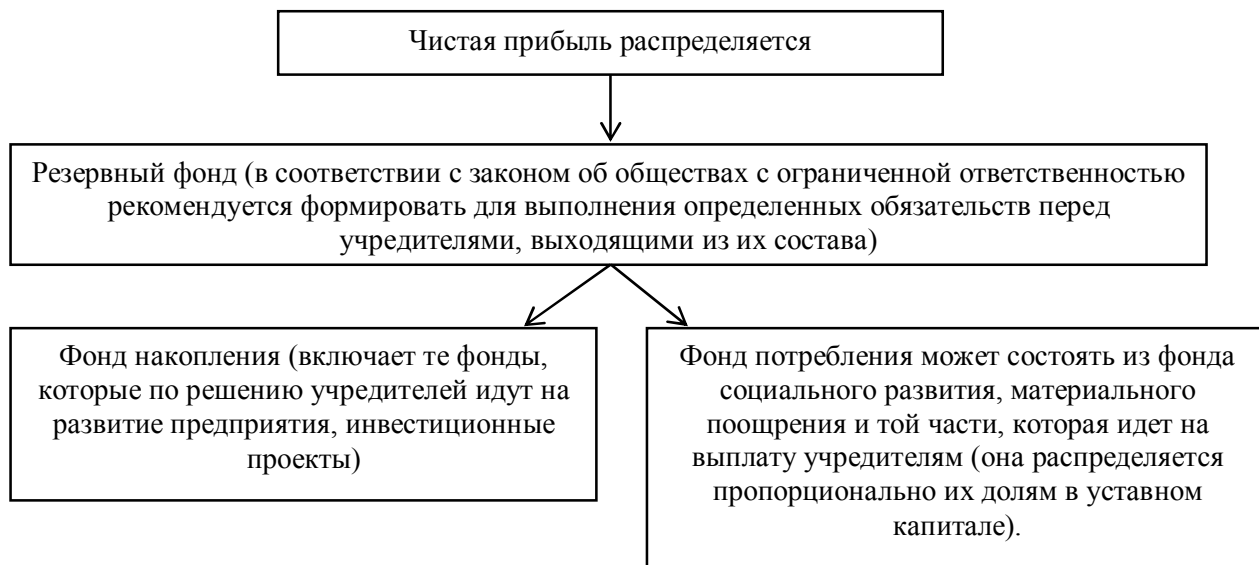 Чистая прибыль распределяется
Резервный фонд (в соответствии с законом об обществах с ограниченной ответственностью
рекомендуется формировать для выполнения определенных обязательств перед
учредителями, выходящими из их состава)
Фонд накопления (включает те фонды,
которые по решению учредителей идут на
развитие предприятия, инвестиционные
проекты)
Фонд потребления может состоять из фонда
социального развития, материального
поощрения и той части, которая идет на
выплату учредителям (она распределяется
пропорционально их долям в уставном
капитале).